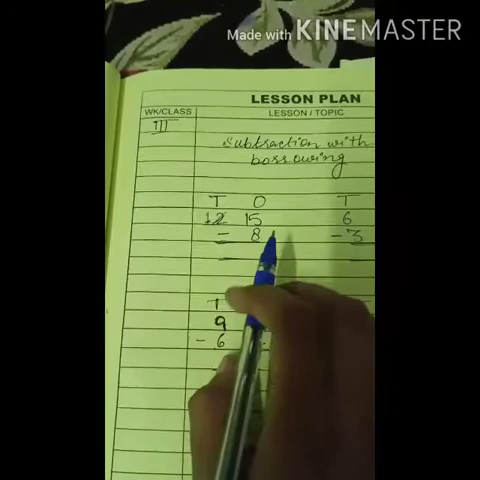 Made with KINEMASTER
LESSON PLAN
WK/CLASS LESSON / TOPIC
III
Subtraction with
borrowing
T O T
15 6
- 8 - 3
T
9
- 6